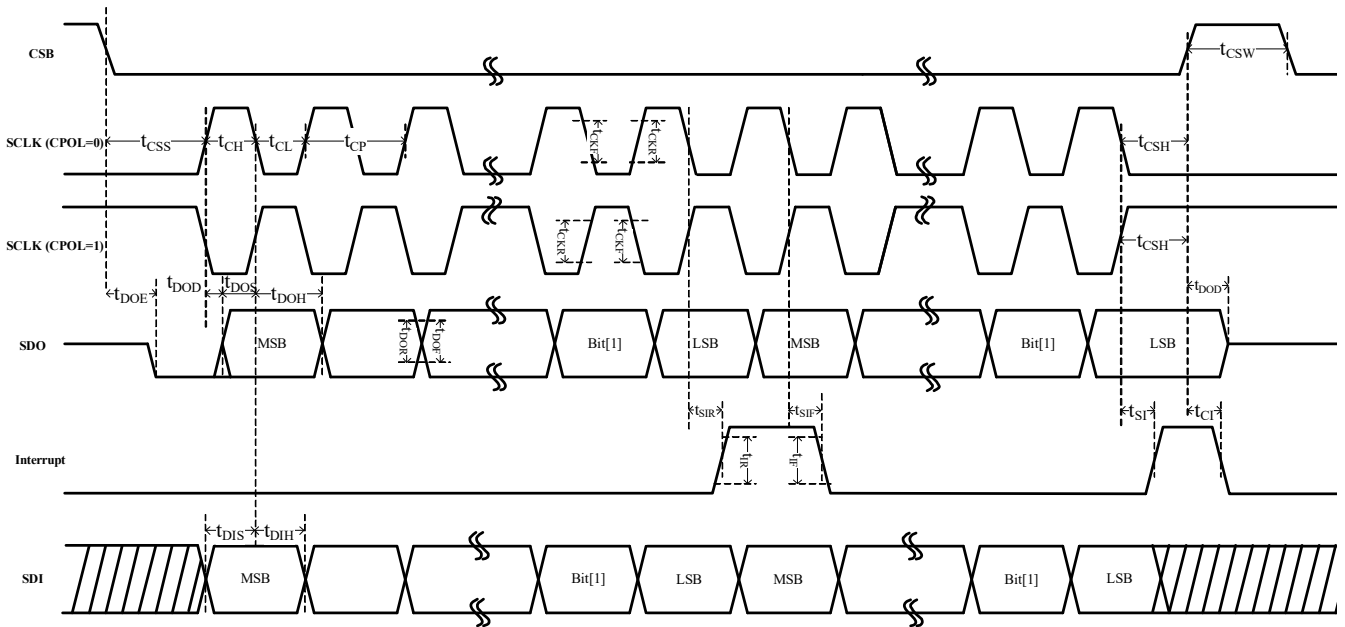 CSB
tCSW
SCLK (CPOL=0)
tCSS
tCH
tCL
tCP
tCKF
tCKR
tCSH
SCLK (CPOL=1)
tCKR
tCKF
tCSH
tDOE
tDOD
tDOS
tDOH
tDOD
SDO
MSB
tDOR
tDOF
Bit[1]
LSB
MSB
Bit[1]
LSB
tSIR
tSIF
tSI
tCI
Interrupt
tIR
tIF
tDIS
tDIH
SDI
MSB
Bit[1]
LSB
MSB
Bit[1]
LSB